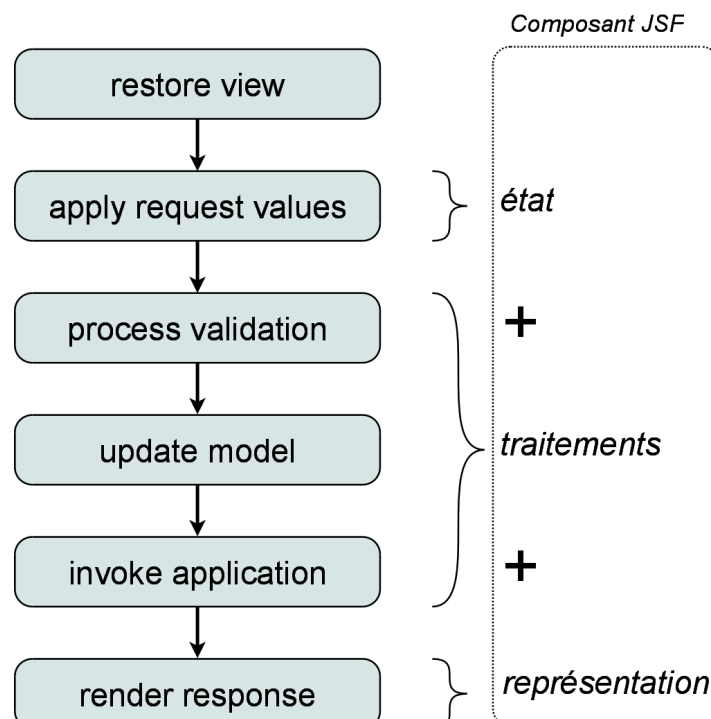 Composant JSF
restore view
apply request values
état
process validation
+
update model
traitements
invoke application
+
render response
représentation